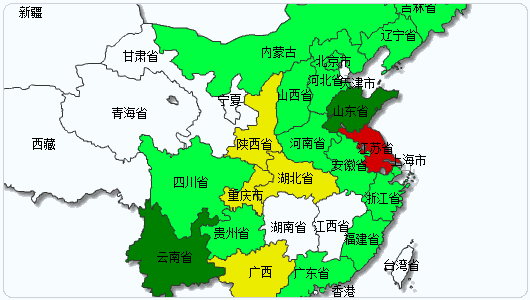 新疆
吉林省
辽宁省
内蒙古
甘肃省
北京市
河北省
天津市
山西省
宁夏
青海省
山东省
西藏
陕西省
河南省
江苏省
安徽省
上海市
四川省
湖北省
重庆市
浙江省
贵州省
湖南省
江西省
福建省
云南省
广西
广东省
台湾省
香港